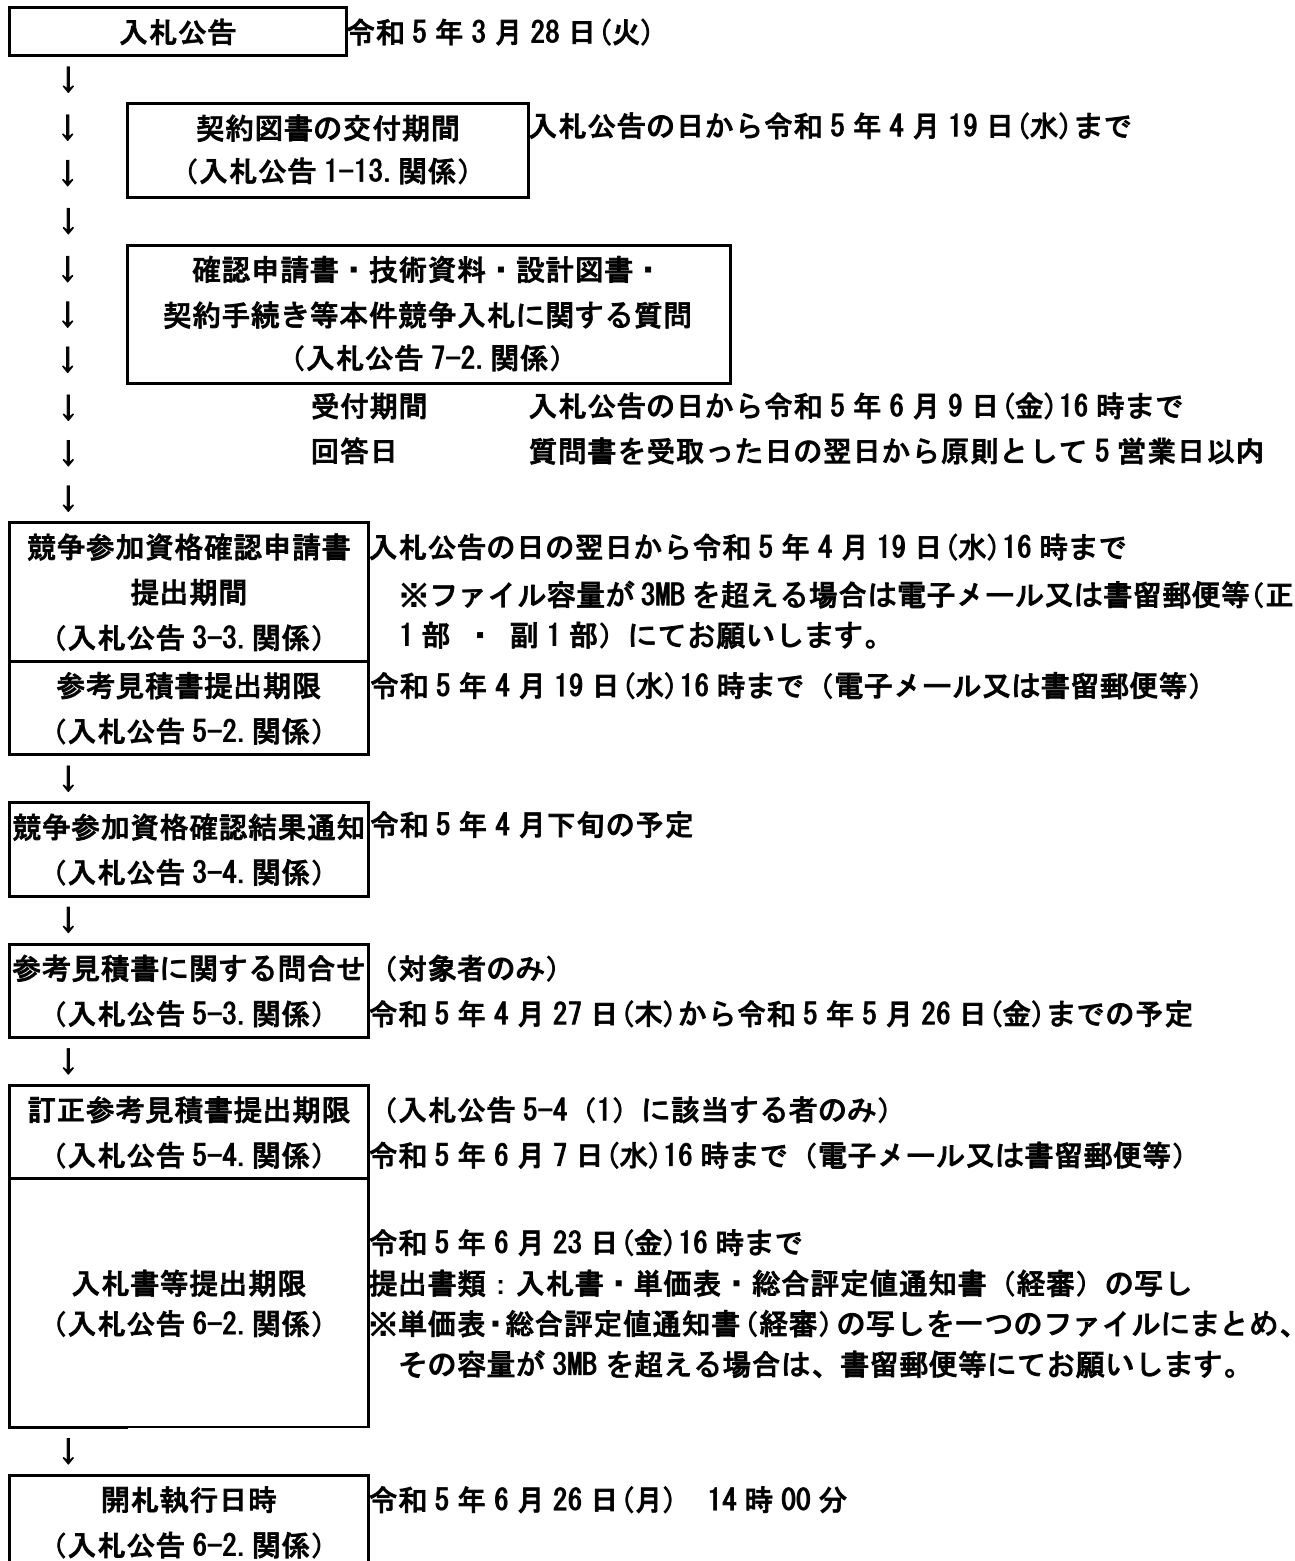 入札公告 令和5年3月28日(火)
↓
↓ 契約図書の交付期間 入札公告の日から令和5年4月19日(水)まで
↓ （入札公告1-13.関係）
↓
↓ 確認申請書・技術資料・設計図書・
↓ 契約手続き等本件競争入札に関する質問
↓ （入札公告7-2.関係）
↓ 受付期間 入札公告の日から令和5年6月9日(金)16時まで
↓ 回答日 質問書を受取った日の翌日から原則として5営業日以内
↓
競争参加資格確認申請書 入札公告の日の翌日から令和5年4月19日(水)16時まで
提出期間 ※ファイル容量が3MBを超える場合は電子メール又は書留郵便等(正
（入札公告3-3.関係） 1部 ・ 副1部）にてお願いします。
参考見積書提出期限 令和5年4月19日(水)16時まで（電子メール又は書留郵便等）
（入札公告5-2.関係）
↓
競争参加資格確認結果通知 令和5年4月下旬の予定
（入札公告3-4.関係）
↓
参考見積書に関する問合せ （対象者のみ）
（入札公告5-3.関係） 令和5年4月27日(木)から令和5年5月26日(金)までの予定
↓
訂正参考見積書提出期限 （入札公告5-4（1）に該当する者のみ）
（入札公告5-4.関係） 令和5年6月7日(水)16時まで（電子メール又は書留郵便等）
令和5年6月23日(金)16時まで
入札書等提出期限 提出書類：入札書・単価表・総合評定値通知書（経審）の写し
（入札公告6-2.関係） ※単価表・総合評定値通知書(経審)の写しを一つのファイルにまとめ、
その容量が3MBを超える場合は、書留郵便等にてお願いします。
↓
開札執行日時 令和5年6月26日(月) 14時00分
（入札公告6-2.関係）